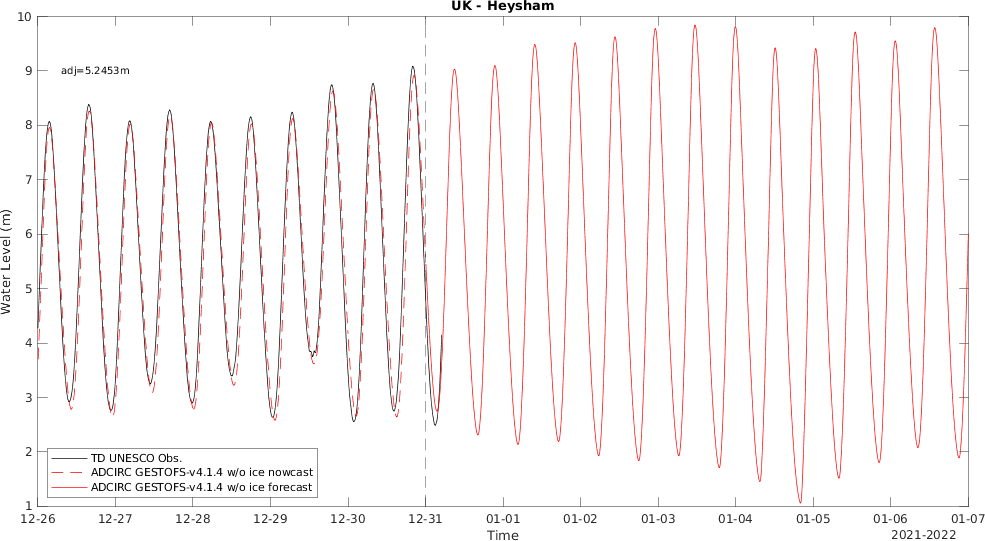 UK - Heysham
10
9
8
7
6
5
4
3
2
1
Water Level (m)
adj=5.2453m
TD UNESCO Obs.
ADCIRC GESTOFS-v4.1.4 w/o ice nowcast
ADCIRC GESTOFS-v4.1.4 w/o ice forecast
12-26 12-27 12-28 12-29 12-30 12-31 01-01 01-02 01-03 01-04 01-05 01-06 01-07
Time
2021-2022